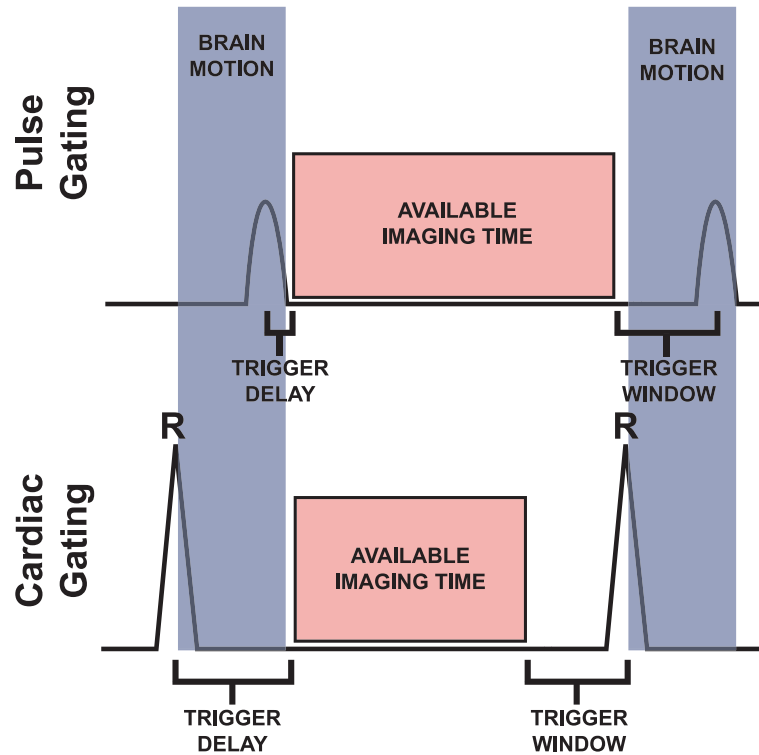 BRAIN
MOTION
BRAIN
MOTION
Pulse
Gating
AVAILABLE
IMAGING TIME
TRIGGER
DELAY
TRIGGER
WINDOW
R
R
Cardiac
Gating
AVAILABLE
IMAGING TIME
TRIGGER
DELAY
TRIGGER
WINDOW